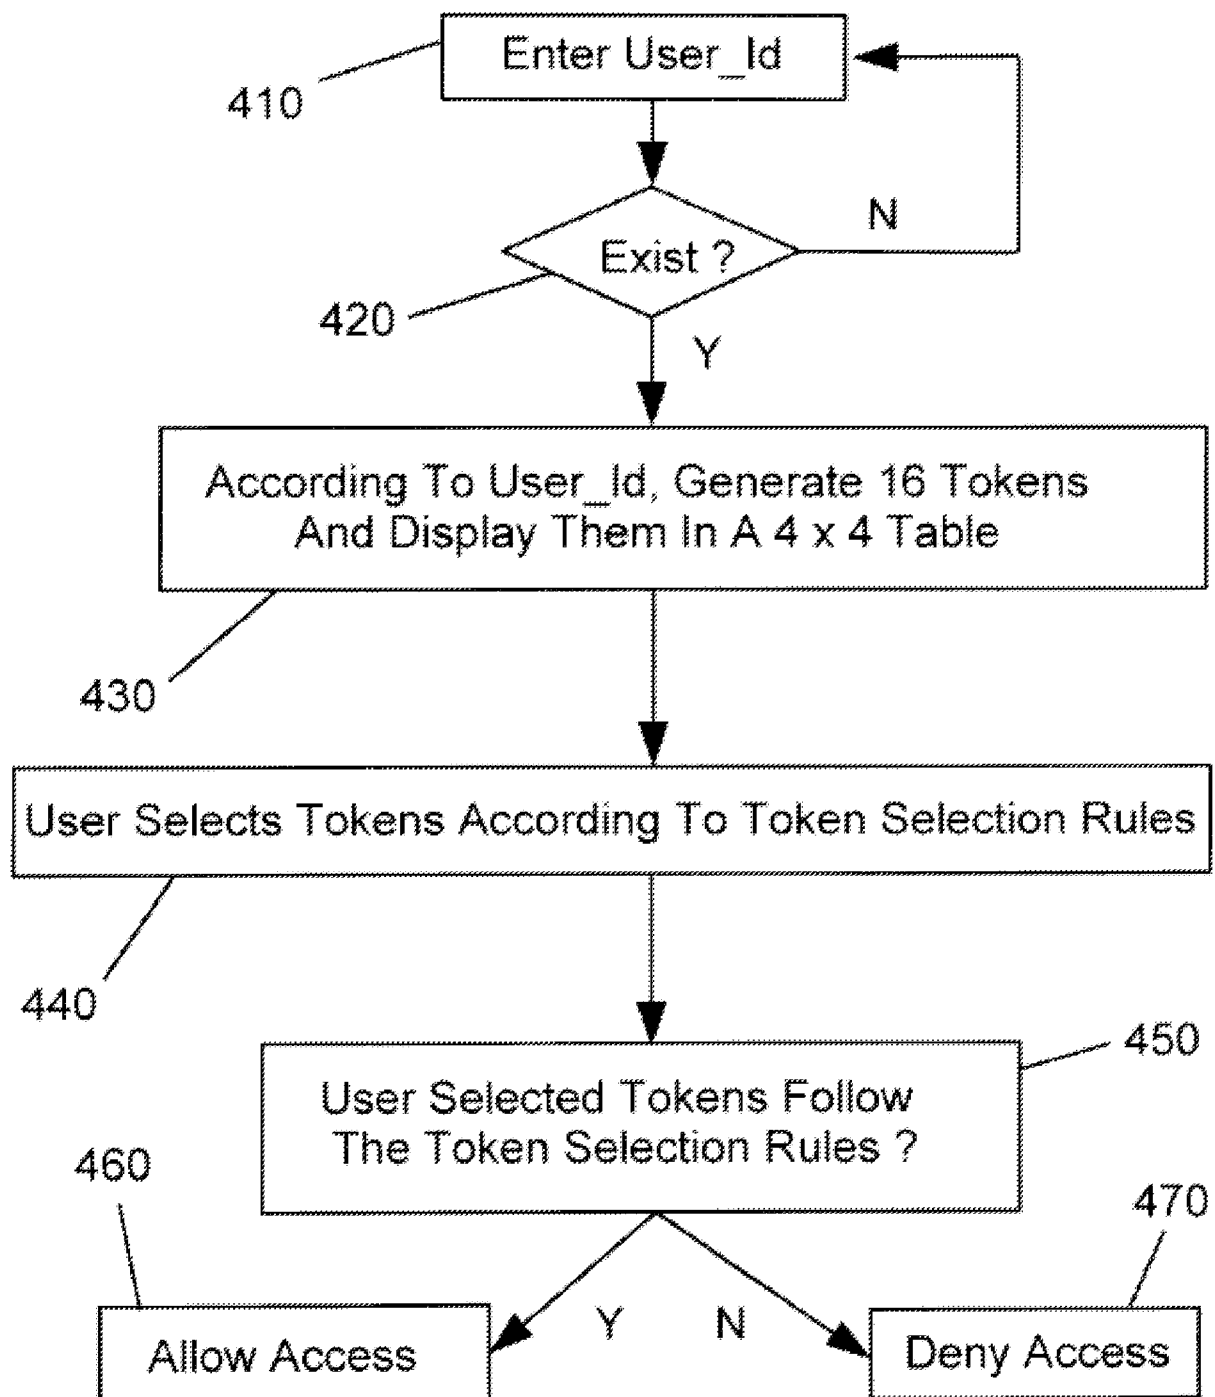 Enter User_Id
410
Exist ?
N
420
Y
According To User_Id, Generate 16 Tokens
And Display Them In A 4 x 4 Table
430
User Selects Tokens According To Token Selection Rules
440
450
User Selected Tokens Follow
The Token Selection Rules ?
460
470
Y
N
Allow Access
Deny Access